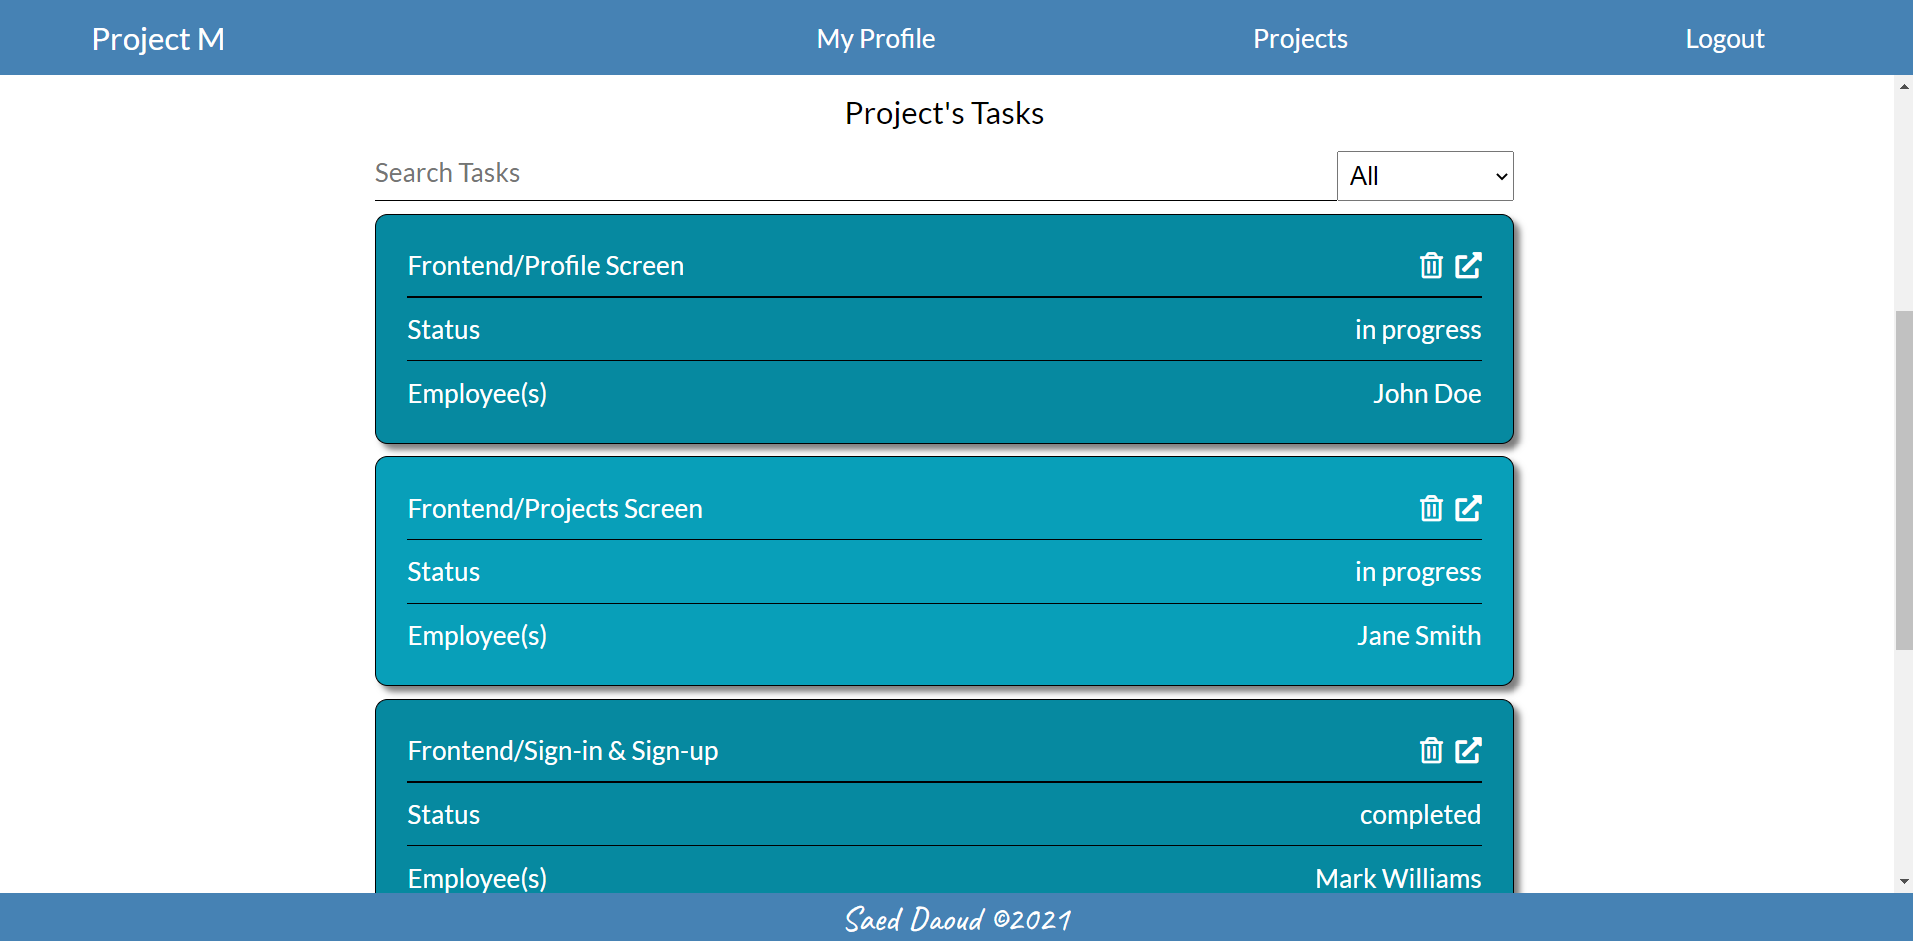 Project M My Profile Projects Logout
Project's Tasks
Search Tasks All
Frontend/Profile Screen
Status in progress
Employee(s) John Doe
Frontend/Projects Screen
Status in progress
Employee(s) Jane Smith
Frontend/Sign-in & Sign-up
Status completed
Employee(s) Mark Williams
Saed Daoud ©2021